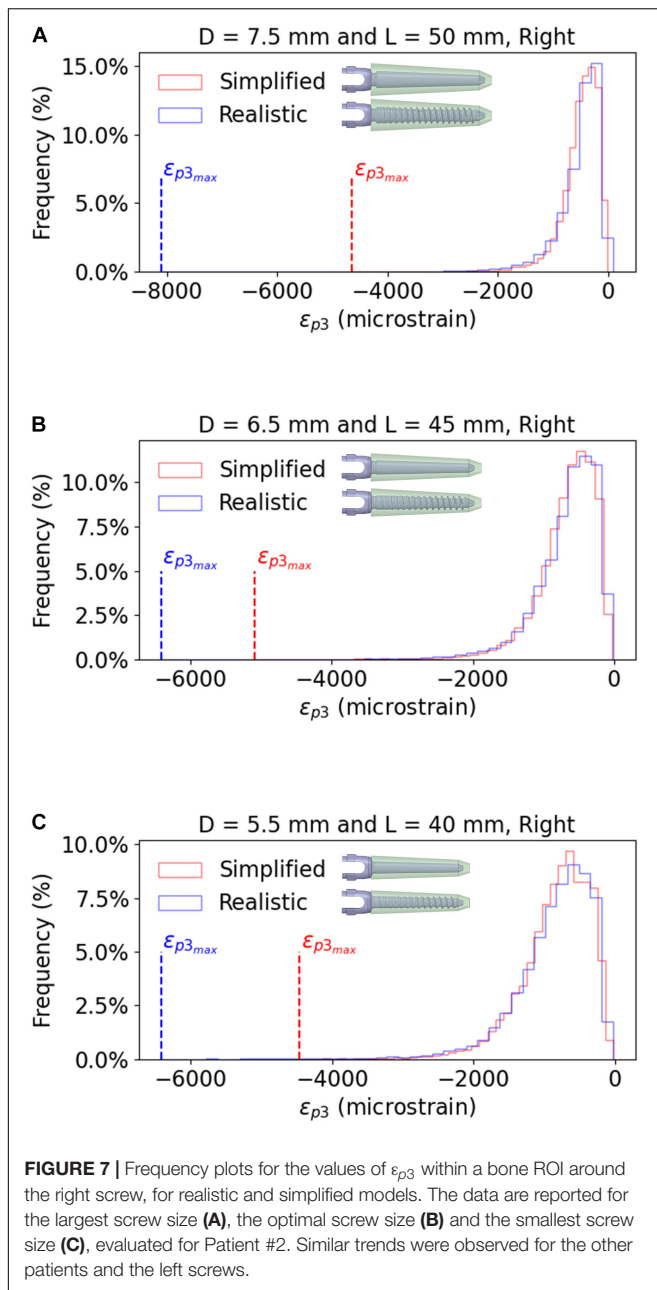 A
D = 7.5 mm and L = 50 mm, Right
Frequency (%)
15.0%
10.0%
5.0%
0.0%
Simplified
Realistic
εp3max
εp3max
−8000
−6000
−4000
−2000
0
εp3 (microstrain)
B
D = 6.5 mm and L = 45 mm, Right
Frequency (%)
10.0%
7.5%
5.0%
2.5%
0.0%
Simplified
Realistic
εp3max
εp3max
−6000
−4000
−2000
0
εp3 (microstrain)
C
D = 5.5 mm and L = 40 mm, Right
Frequency (%)
10.0%
7.5%
5.0%
2.5%
0.0%
Simplified
Realistic
εp3max
εp3max
−6000
−4000
−2000
0
εp3 (microstrain)
FIGURE 7 | Frequency plots for the values of εp3 within a bone ROI around
the right screw, for realistic and simplified models. The data are reported for
the largest screw size (A), the optimal screw size (B) and the smallest screw
size (C), evaluated for Patient #2. Similar trends were observed for the other
patients and the left screws.